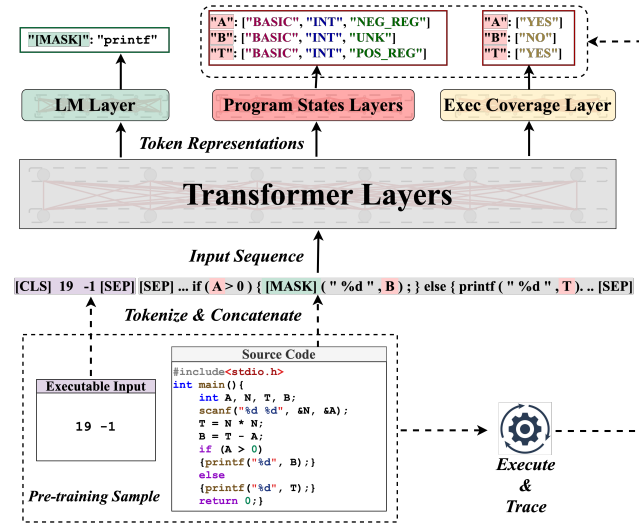 "[MASK]": "printf"
"A": ["BASIC", "INT", "NEG_REG"]
"B": ["BASIC", "INT", "UNK"]
"T": ["BASIC", "INT", "POS_REG"]
"A": ["YES"]
"B": ["NO"]
"T": ["YES"]
LM Layer
Program States Layers
Exec Coverage Layer
Token Representations
Transformer Layers
Input Sequence
[CLS] 19 -1 [SEP] [SEP] ... if ( A > 0 ) { [MASK] ( " %d " , B ) ; } else { printf ( " %d " , T ). .. [SEP]
Tokenize & Concatenate
Executable Input
19 -1
Pre-training Sample
Source Code
#include<stdio.h>
int main(){
int A, N, T, B;
scanf("%d %d", &N, &A);
T = N * N;
B = T - A;
if (A > 0)
{printf("%d", B);}
else
{printf("%d", T);}
return 0;}
Execute
&
Trace